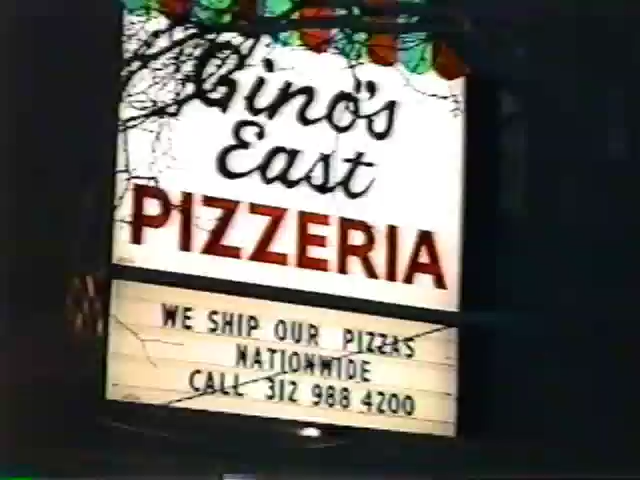 Gino's
East
PIZZERIA
WE SHIP OUR PIZZAS
NATIONWIDE
CALL 312 988 4200